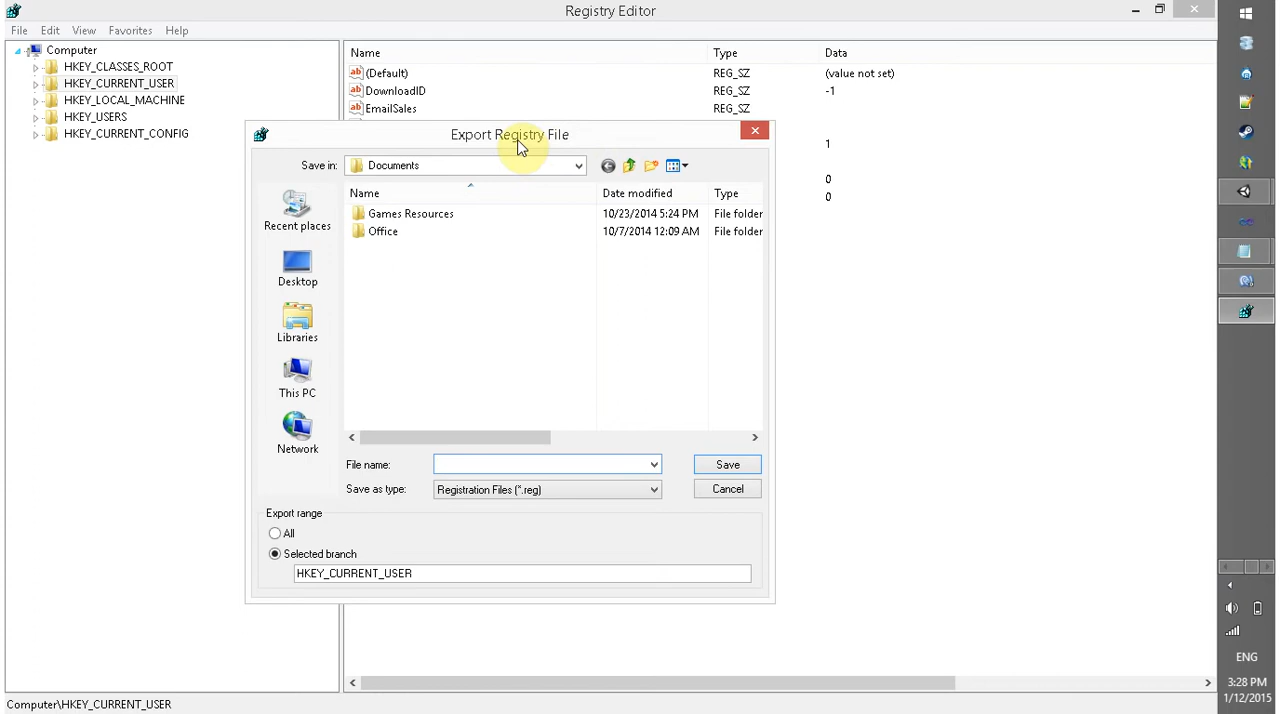 Registry Editor
File Edit View Favorites Help
Computer
HKEY_CLASSES_ROOT
HKEY_CURRENT_USER
HKEY_LOCAL_MACHINE
HKEY_USERS
HKEY_CURRENT_CONFIG
Name Type Data
ab (Default) REG_SZ (value not set)
ab DownloadID REG_SZ -1
ab EmailSales REG_SZ
1
0
0
Export Registry File
Save in: Documents
Name Date modified Type
Games Resources 10/23/2014 5:24 PM File folder
Office 10/7/2014 12:09 AM File folder
Recent places
Desktop
Libraries
This PC
Network
File name: Save
Save as type: Registration Files (*.reg) Cancel
Export range
All
Selected branch
HKEY_CURRENT_USER
Computer\HKEY_CURRENT_USER
ENG
3:28 PM
1/12/2015